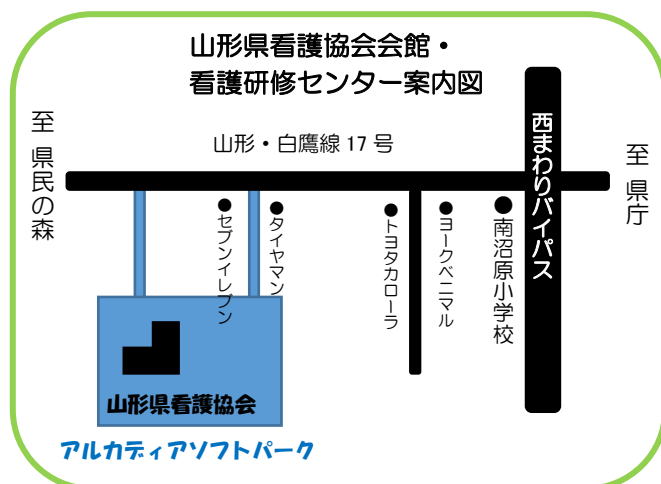 山形県看護協会会館・
看護研修センター案内図
至 県民の森
山形・白鷹線 17 号
西まわりバイパス
至 県庁
●セブンイレブン
●タイヤマン
●トヨタカローラ
●ヨークベニマル
●南沼原小学校
山形県看護協会
アルカディアソフトパーク